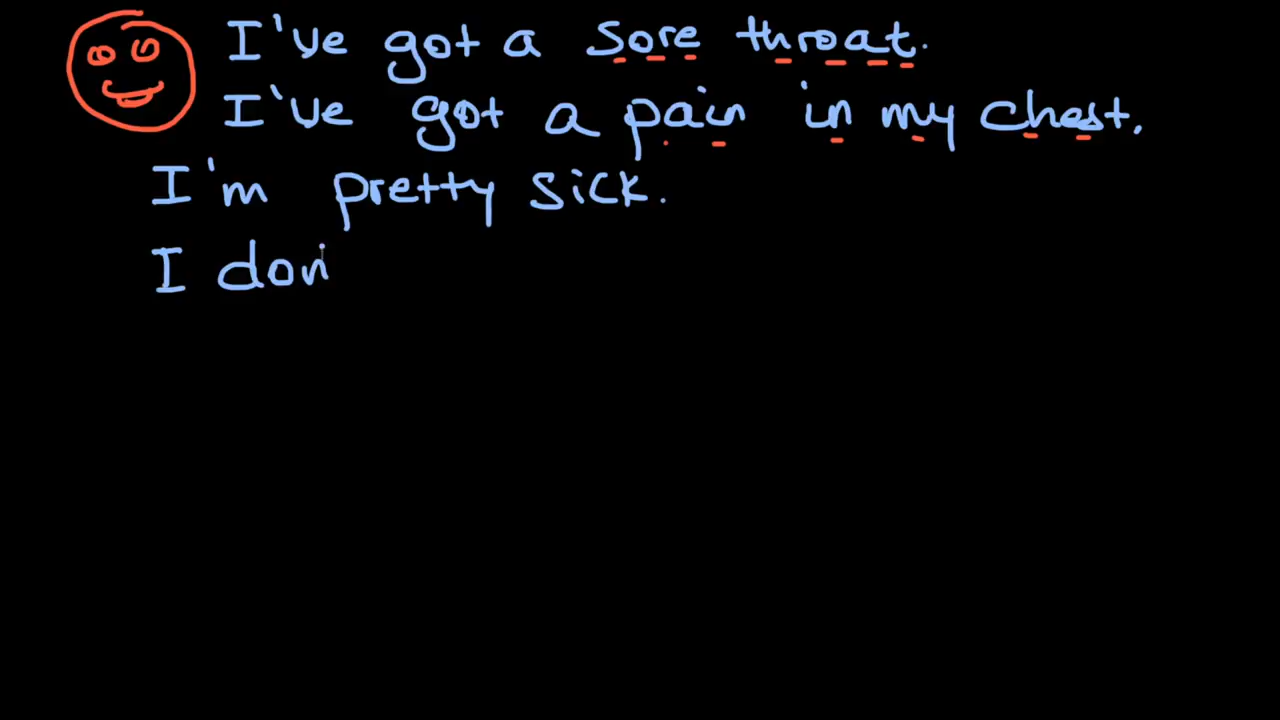 I've got a sore throat.
I've got a pain in my chest.
I'm pretty sick.
I don